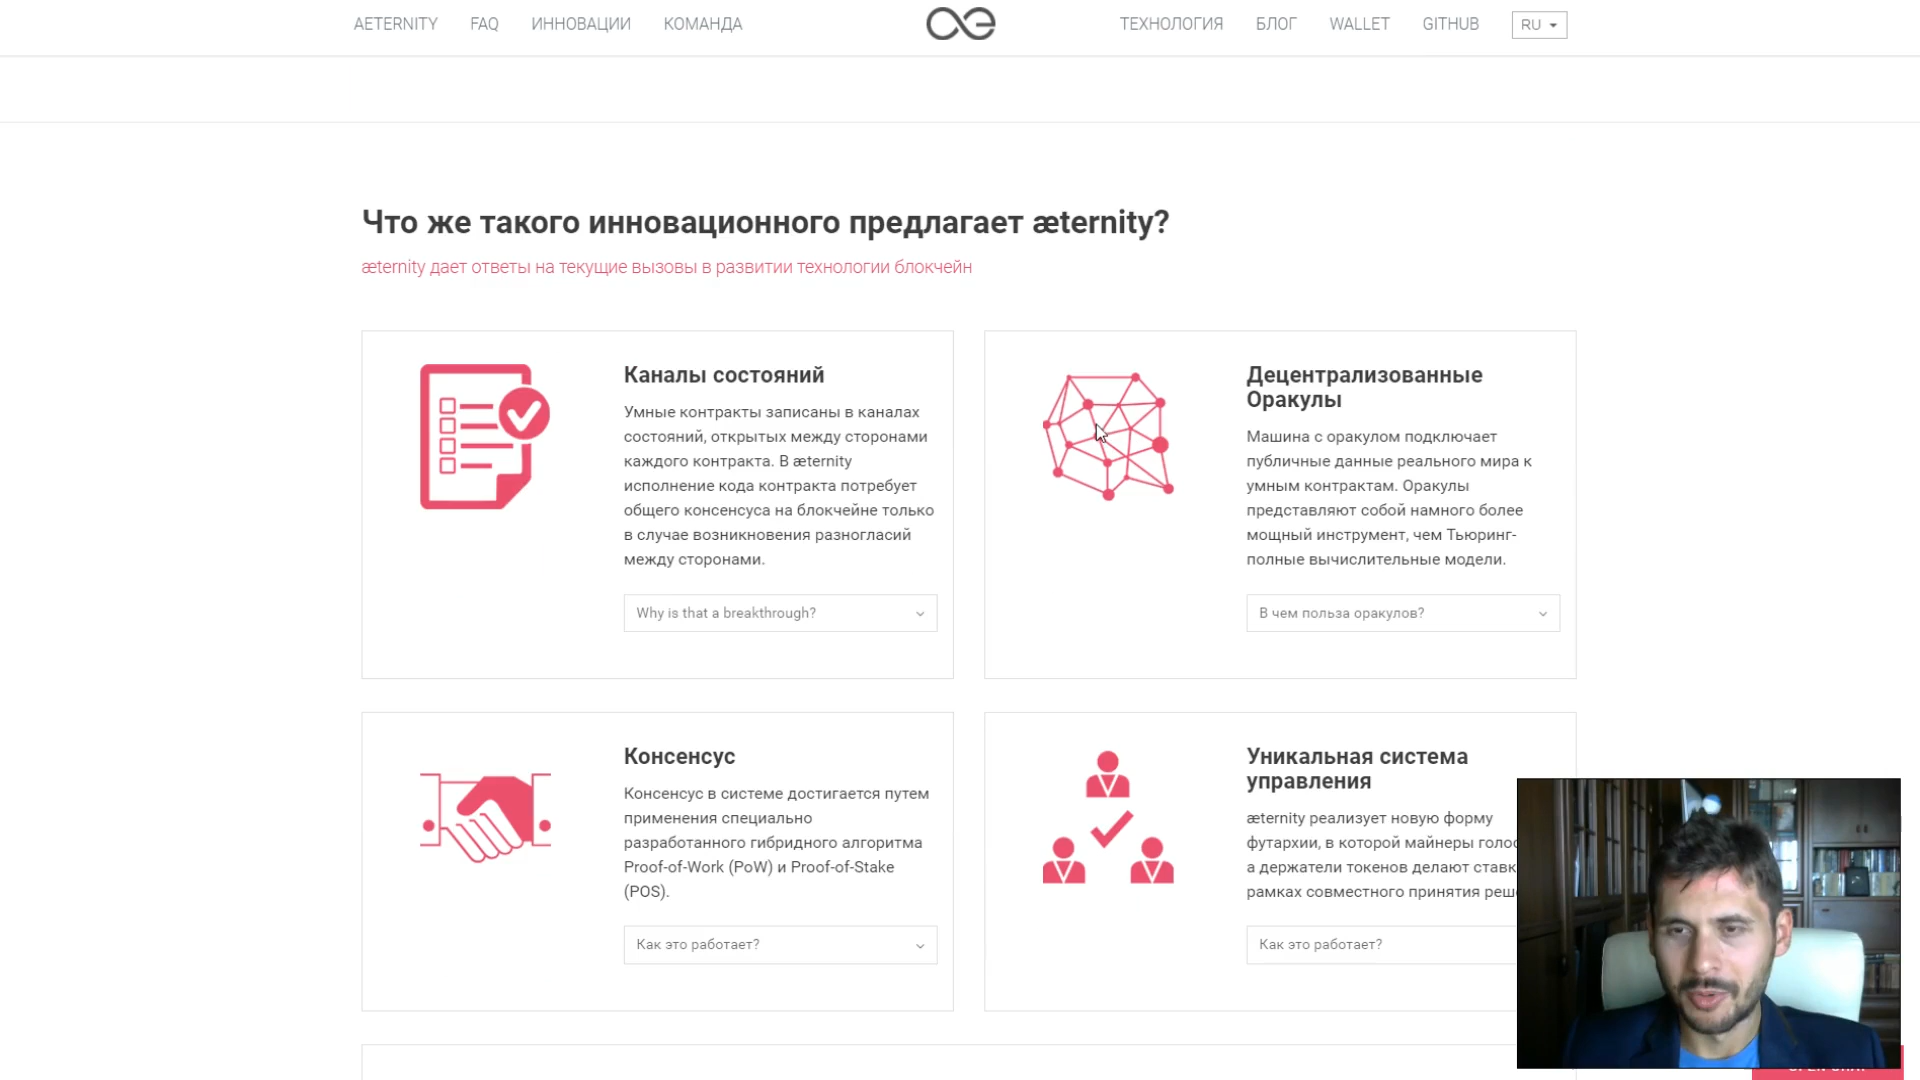 AETERNITY FAQ ИННОВАЦИИ КОМАНДА ТЕХНОЛОГИЯ БЛОГ WALLET GITHUB RU
Что же такого инновационного предлагает æternity?
æternity дает ответы на текущие вызовы в развитии технологии блокчейн
Каналы состояний
Умные контракты записаны в каналах
состояний, открытых между сторонами
каждого контракта. В æternity
исполнение кода контракта потребует
общего консенсуса на блокчейне только
в случае возникновения разногласий
между сторонами.
Why is that a breakthrough?
Децентрализованные
Оракулы
Машина с оракулом подключает
публичные данные реального мира к
умным контрактам. Оракулы
представляют собой намного более
мощный инструмент, чем Тьюринг-
полные вычислительные модели.
В чем польза оракулов?
Консенсус
Консенсус в системе достигается путем
применения специально
разработанного гибридного алгоритма
Proof-of-Work (PoW) и Proof-of-Stake
(POS).
Как это работает?
Уникальная система
управления
æternity реализует новую форму
футархии, в которой майнеры
а держатели токенов делают
рамках совместного принятия
Как это работает?